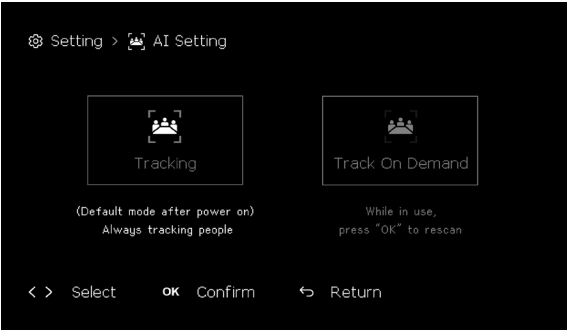 Setting > AI Setting
Tracking
Track On Demand
(Default mode after power on)
Always tracking people
While in use,
press "OK" to rescan
< > Select OK Confirm Return